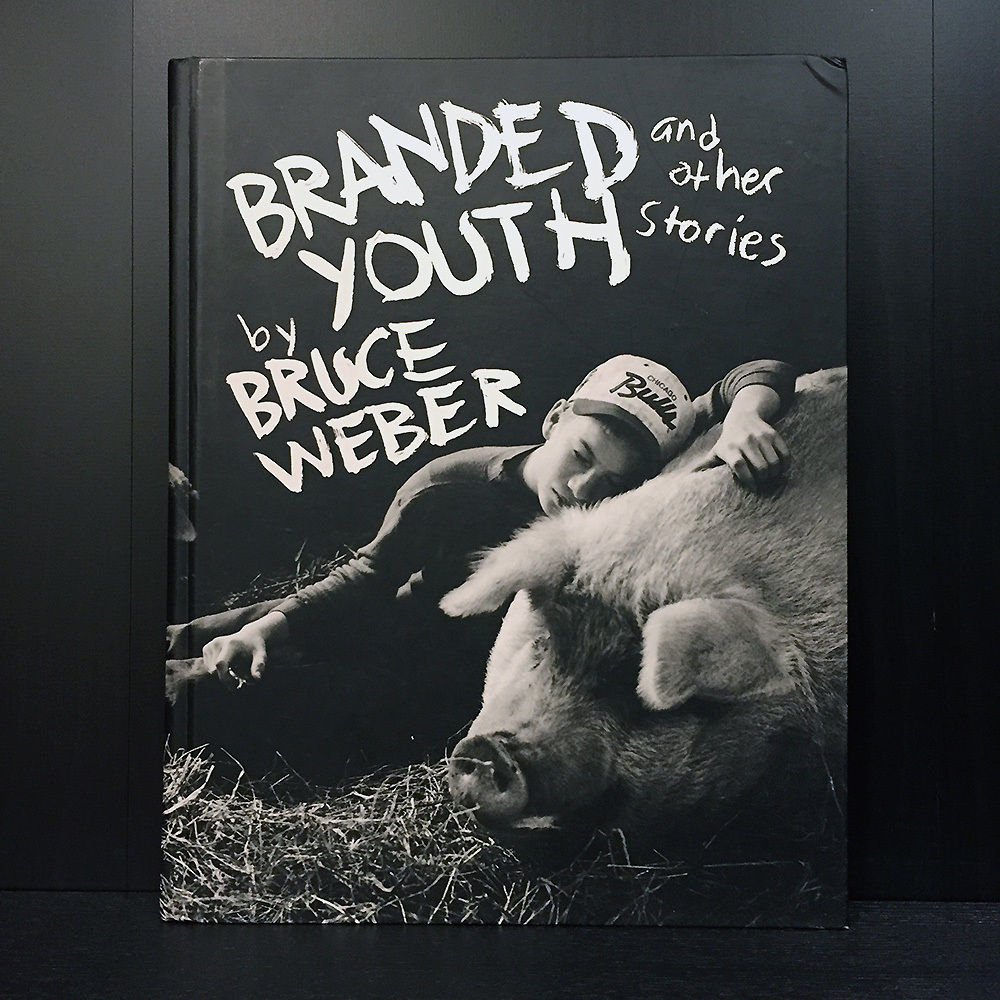 BRANDED
YOUTH
and
other
Stories
by
BRUCE
WEBER
CHICAGO
Bulls